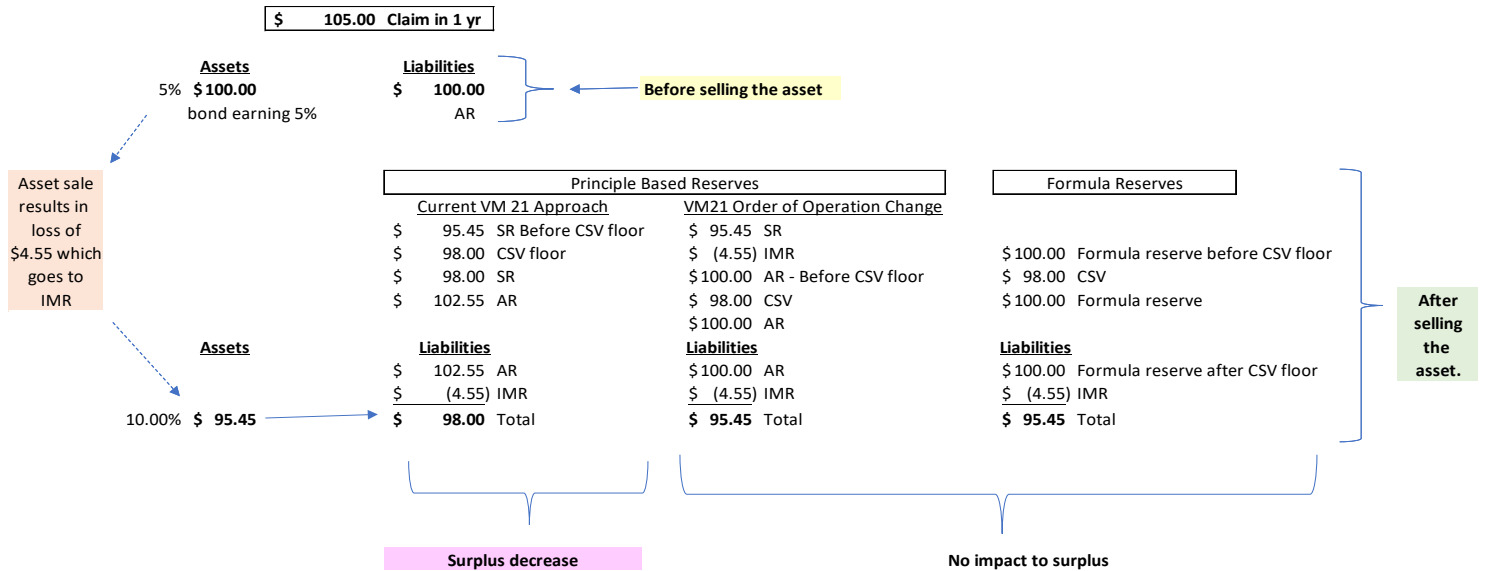 $ 105.00 Claim in 1 yr
Assets Liabilities
5% $100.00 $ 100.00 Before selling the asset
bond earning 5% AR
Asset sale
results in
loss of
$4.55 which
goes to
IMR
Principle Based Reserves Formula Reserves
Current VM 21 Approach VM21 Order of Operation Change
$ 95.45 SR Before CSV floor $ 95.45 SR
$ 98.00 CSV floor $ (4.55) IMR $100.00 Formula reserve before CSV floor
$ 98.00 SR $100.00 AR - Before CSV floor $ 98.00 CSV
$ 102.55 AR $ 98.00 CSV $100.00 Formula reserve
$100.00 AR
After
selling
the
asset.
Assets Liabilities Liabilities Liabilities
$ 102.55 AR $100.00 AR $100.00 Formula reserve after CSV floor
$ (4.55) IMR $ (4.55) IMR $ (4.55) IMR
10.00% $ 95.45 $ 98.00 Total $ 95.45 Total $ 95.45 Total
Surplus decrease No impact to surplus